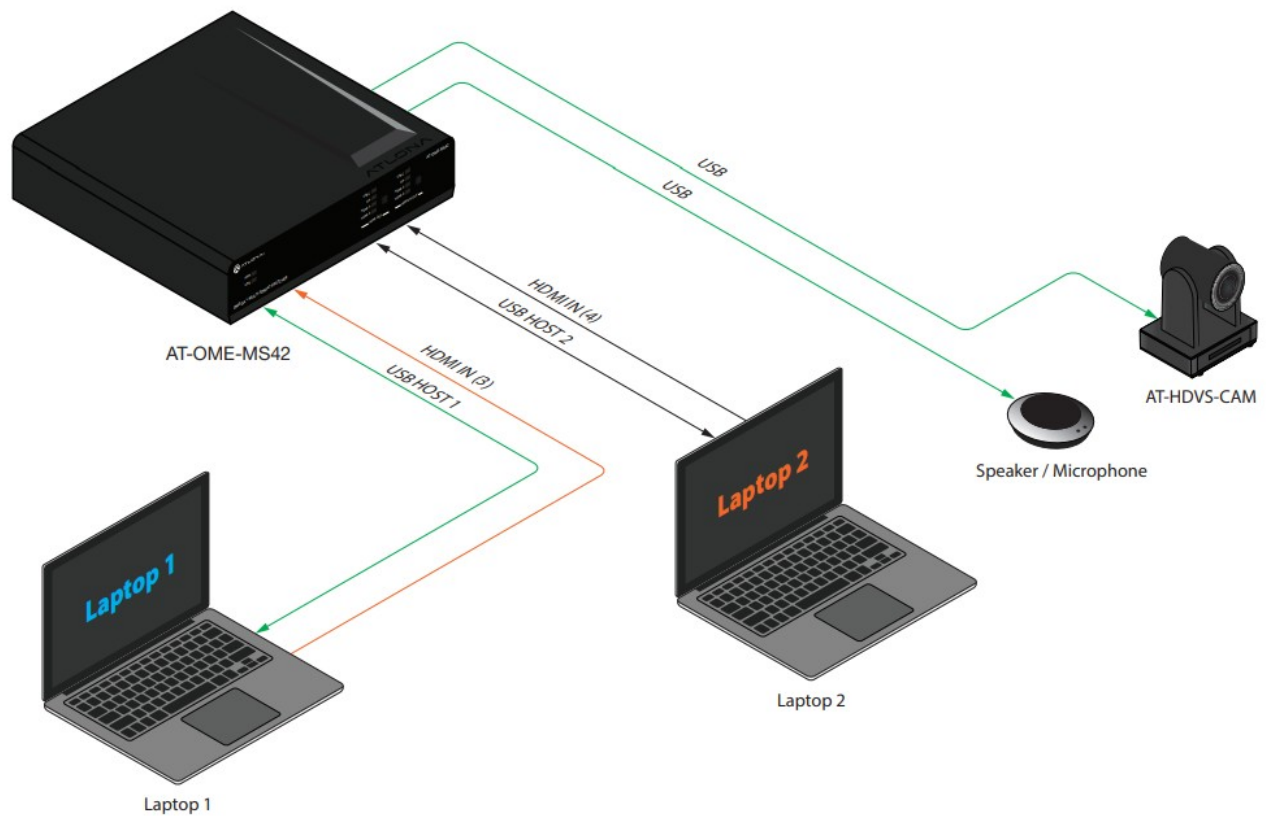 ATLONA
USB
USB
HDMI IN (4)
USB HOST 2
AT-OME-MS42
HDMI IN (3)
USB HOST 1
AT-HDVS-CAM
Speaker / Microphone
Laptop 2
Laptop 1
Laptop 2
Laptop 1